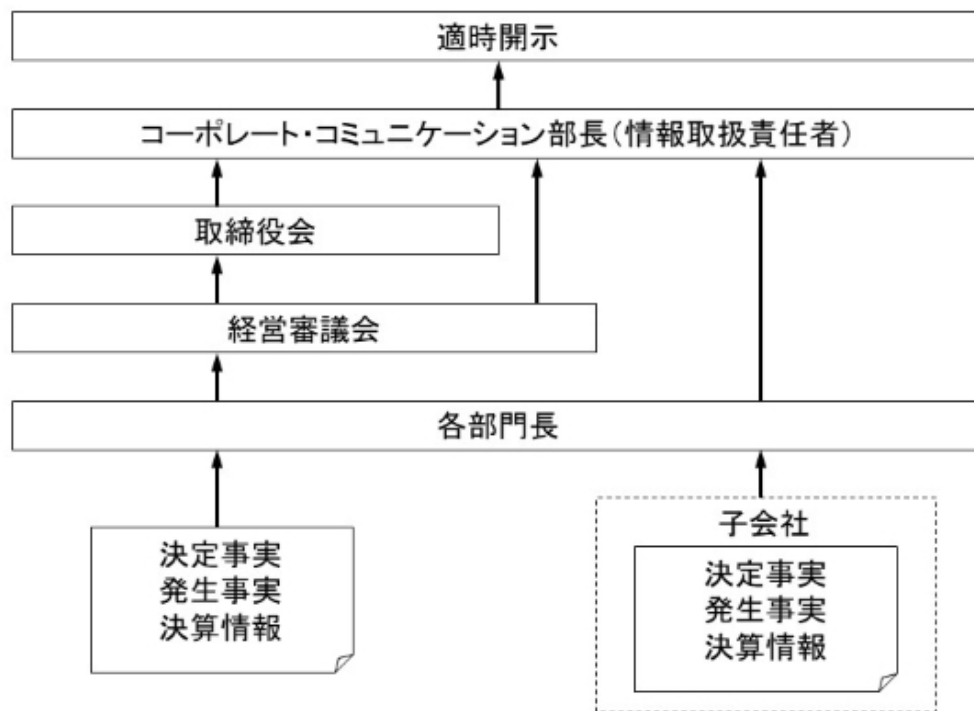 適時開示
コーポレート・コミュニケーション部長(情報取扱責任者)
取締役会
経営審議会
各部門長
決定事実
発生事実
決算情報
子会社
決定事実
発生事実
決算情報